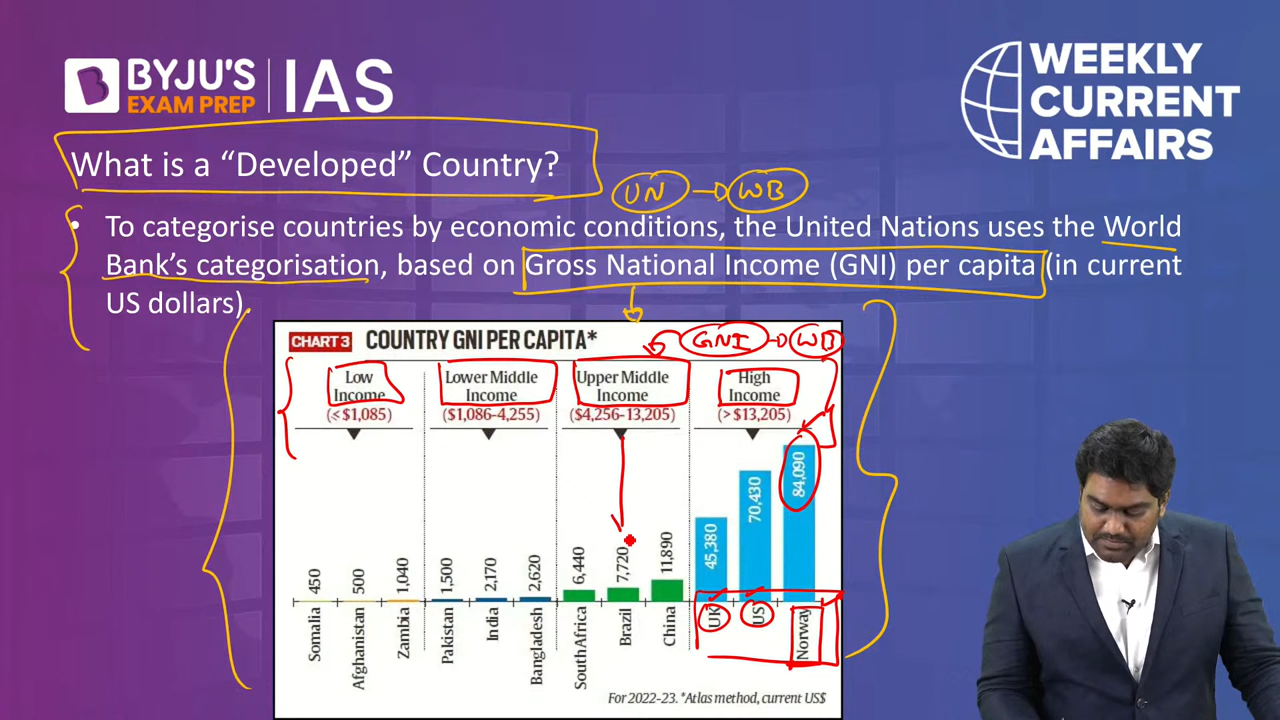 BYJU'S
EXAM PREP
IAS
WEEKLY
CURRENT
AFFAIRS
What is a “Developed” Country?
UN → WB
• To categorise countries by economic conditions, the United Nations uses the World
Bank’s categorisation, based on Gross National Income (GNI) per capita (in current
US dollars).
CHART 3 COUNTRY GNI PER CAPITA*
GNI → WB
Low
Income
(≤$1,085)
Lower Middle
Income
($1,086-4,255)
Upper Middle
Income
($4,256-13,205)
High
Income
(> $13,205)
450
500
1,040
1,500
2,170
2,620
6,440
7,720
11,890
45,380
70,430
84,090
Somalia
Afghanistan
Zambia
Pakistan
India
Bangladesh
South Africa
Brazil
China
UK
US
Norway
For 2022-23. *Atlas method, current US$